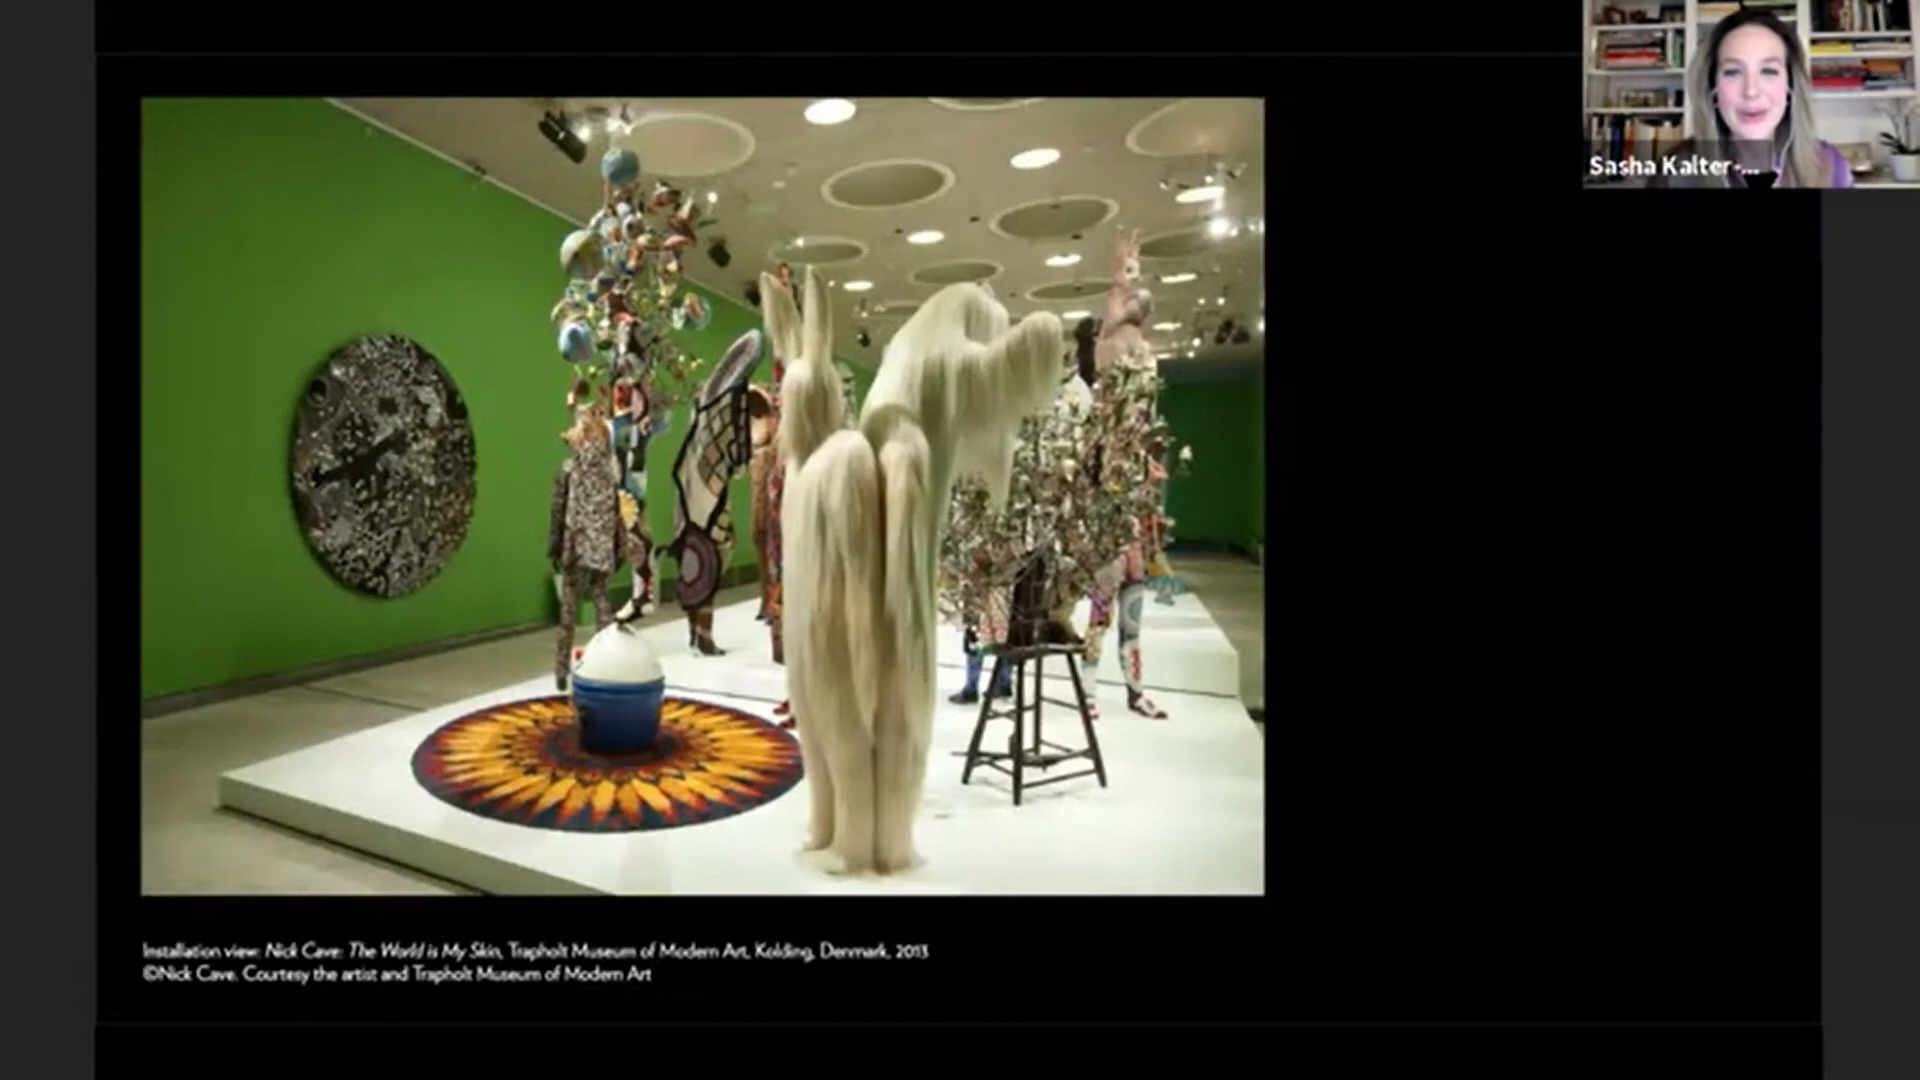 Sasha Kalter-...
Installation view: Nick Cave: The World is My Skin, Trapholt Museum of Modern Art, Kolding, Denmark, 2013
©Nick Cave. Courtesy the artist and Trapholt Museum of Modern Art